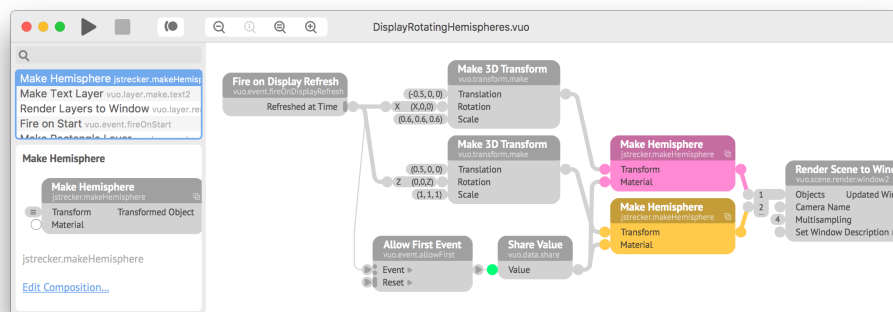 DisplayRotatingHemispheres.vuo
Make Hemisphere jstrecker.makeHemisp
Make Text Layer vuo.layer.make.text2
Render Layers to Window vuo.layer.re
Fire on Start vuo.event.fireOnStart
Make Rectangle Layer
Make Hemisphere
Make Hemisphere
jstrecker.makeHemisphere
Transform Transformed Object
Material
jstrecker.makeHemisphere
Edit Composition...
Fire on Display Refresh
vuo.event.fireOnDisplayRefresh
Refreshed at Time
Make 3D Transform
vuo.transform.make
(-0.5, 0, 0) Translation
X (X,0,0) Rotation
(0.6, 0.6, 0.6) Scale
Make 3D Transform
vuo.transform.make
(0.5, 0, 0) Translation
Z (0,0,Z) Rotation
(1, 1, 1) Scale
Allow First Event
vuo.event.allowFirst
Event
Reset
Share Value
vuo.data.share
Value
Make Hemisphere
jstrecker.makeHemisphere
Transform
Material
Make Hemisphere
jstrecker.makeHemisphere
Transform
Material
Render Scene to Wind
vuo.scene.render.window2
1 Objects Updated Wi
2 Camera Name
4 Multisampling
Set Window Description